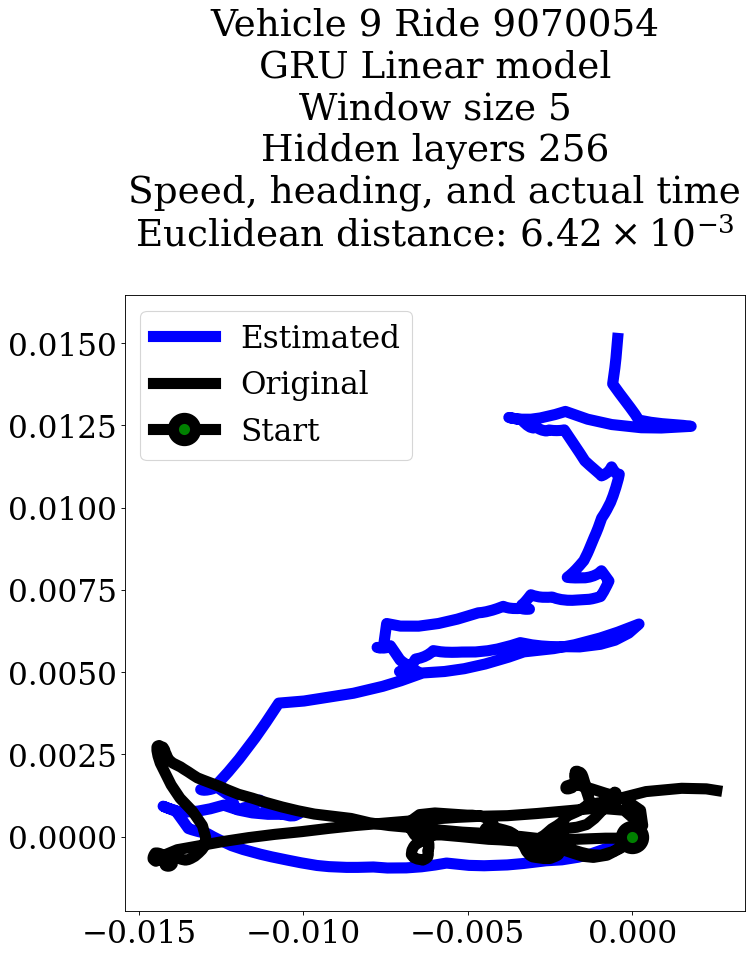 Vehicle 9 Ride 9070054
GRU Linear model
Window size 5
Hidden layers 256
Speed, heading, and actual time
Euclidean distance: 6.42 × 10⁻³
Estimated
Original
Start
0.0150
0.0125
0.0100
0.0075
0.0050
0.0025
0.0000
−0.015 −0.010 −0.005 0.000